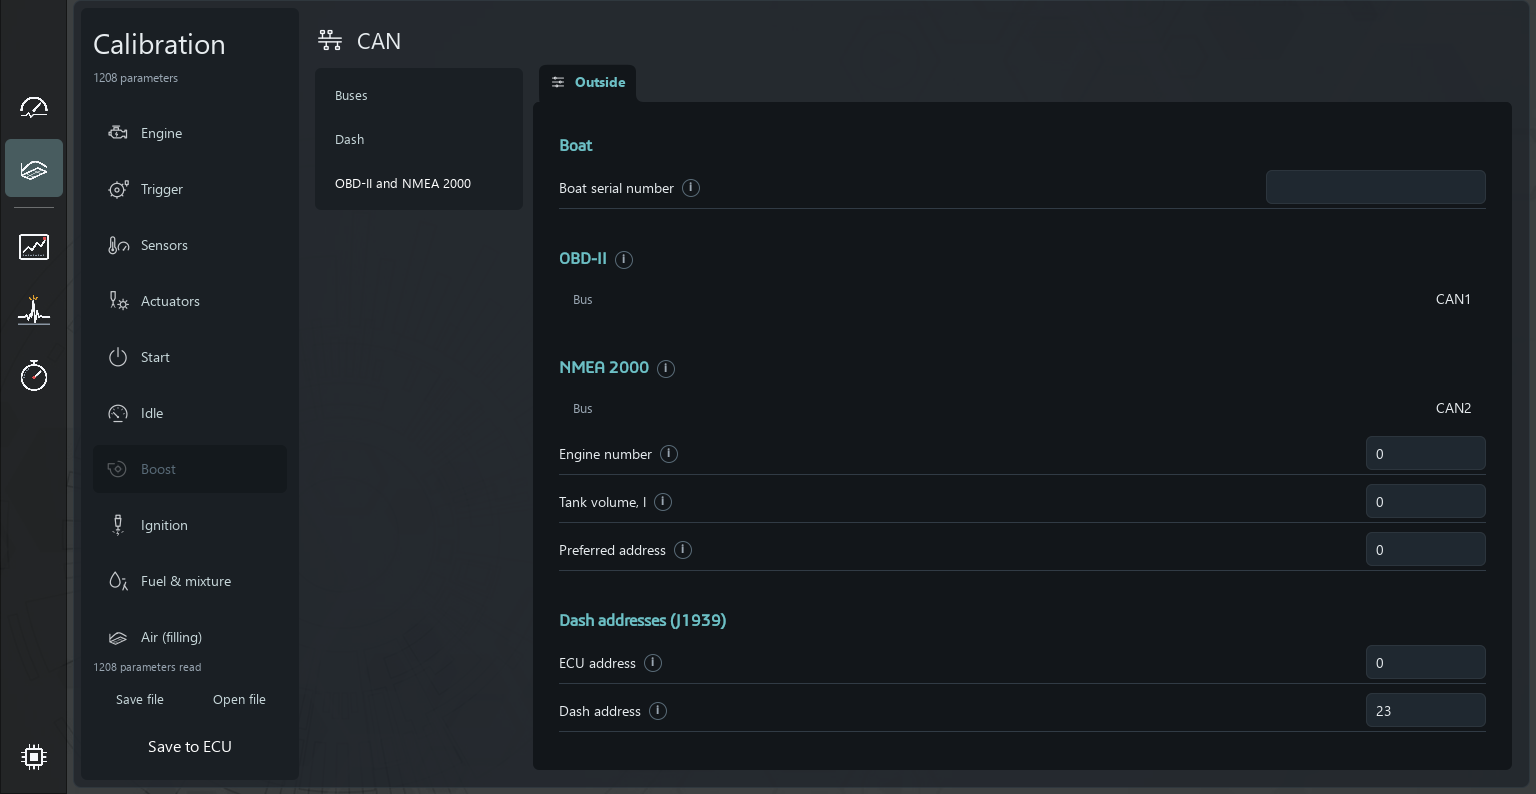 Calibration
1208 parameters
Engine
Trigger
Sensors
Actuators
Start
Idle
Boost
Ignition
Fuel & mixture
Air (filling)
1208 parameters read
Save file Open file
Save to ECU
CAN
Buses
Dash
OBD-II and NMEA 2000
Outside
Boat
Boat serial number i
OBD-II i
Bus CAN1
NMEA 2000 i
Bus CAN2
Engine number i 0
Tank volume, l i 0
Preferred address i 0
Dash addresses (J1939)
ECU address i 0
Dash address i 23